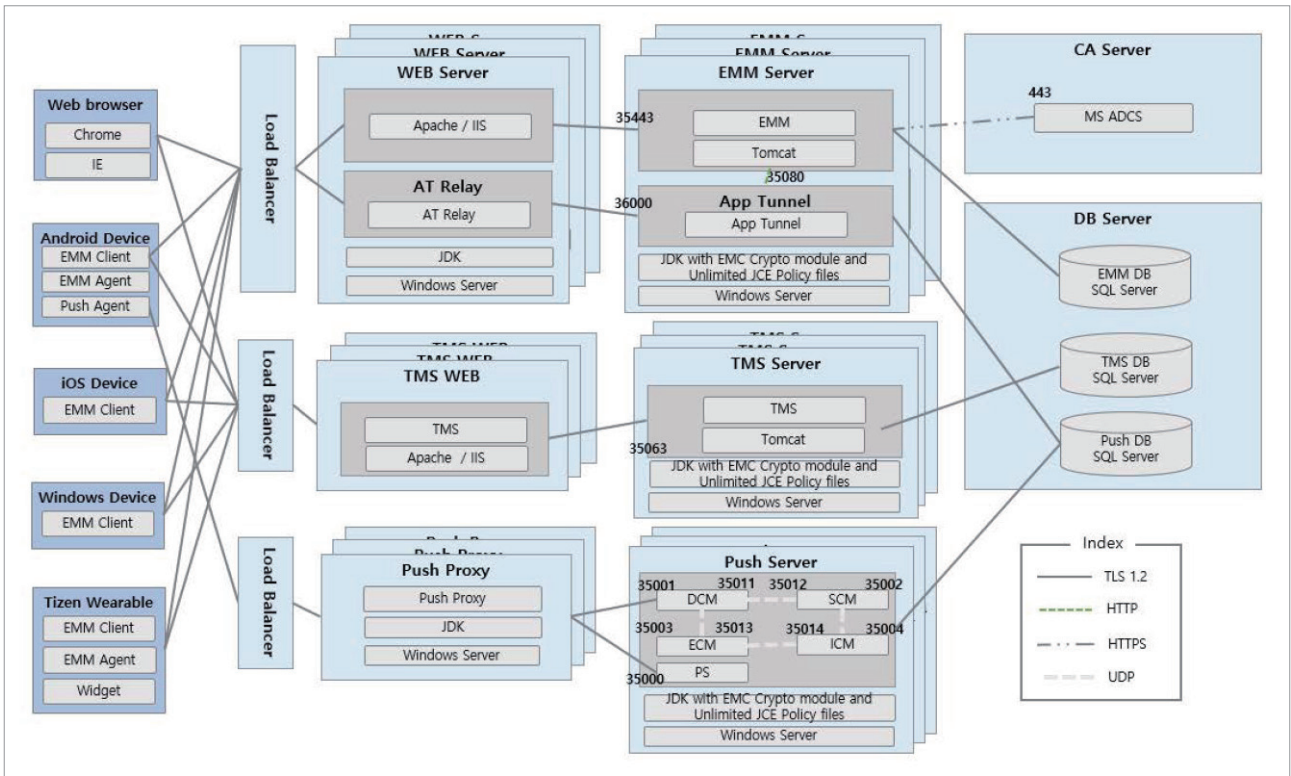 Web browser
Chrome
IE
Android Device
EMM Client
EMM Agent
Push Agent
iOS Device
EMM Client
Windows Device
EMM Client
Tizen Wearable
EMM Client
EMM Agent
Widget
Load Balancer
Load Balancer
Load Balancer
WEB Server
WEB Server
Apache / IIS
AT Relay
AT Relay
JDK
Windows Server
TMS WEB
TMS WEB
TMS WEB
TMS
Apache / IIS
Push Proxy
Push Proxy
Push Proxy
JDK
Windows Server
EMM Server
EMM Server
35443
EMM
Tomcat
35080
36000
App Tunnel
App Tunnel
JDK with EMC Crypto module and
Unlimited JCE Policy files
Windows Server
TMS Server
TMS
Tomcat
35063
JDK with EMC Crypto module and
Unlimited JCE Policy files
Windows Server
Push Server
35001
35011
35012
35002
DCM
SCM
35003
35013
35014
35004
ECM
ICM
35000
PS
JDK with EMC Crypto module and
Unlimited JCE Policy files
Windows Server
CA Server
443
MS ADCS
DB Server
EMM DB
SQL Server
TMS DB
SQL Server
Push DB
SQL Server
Index
TLS 1.2
HTTP
HTTPS
UDP